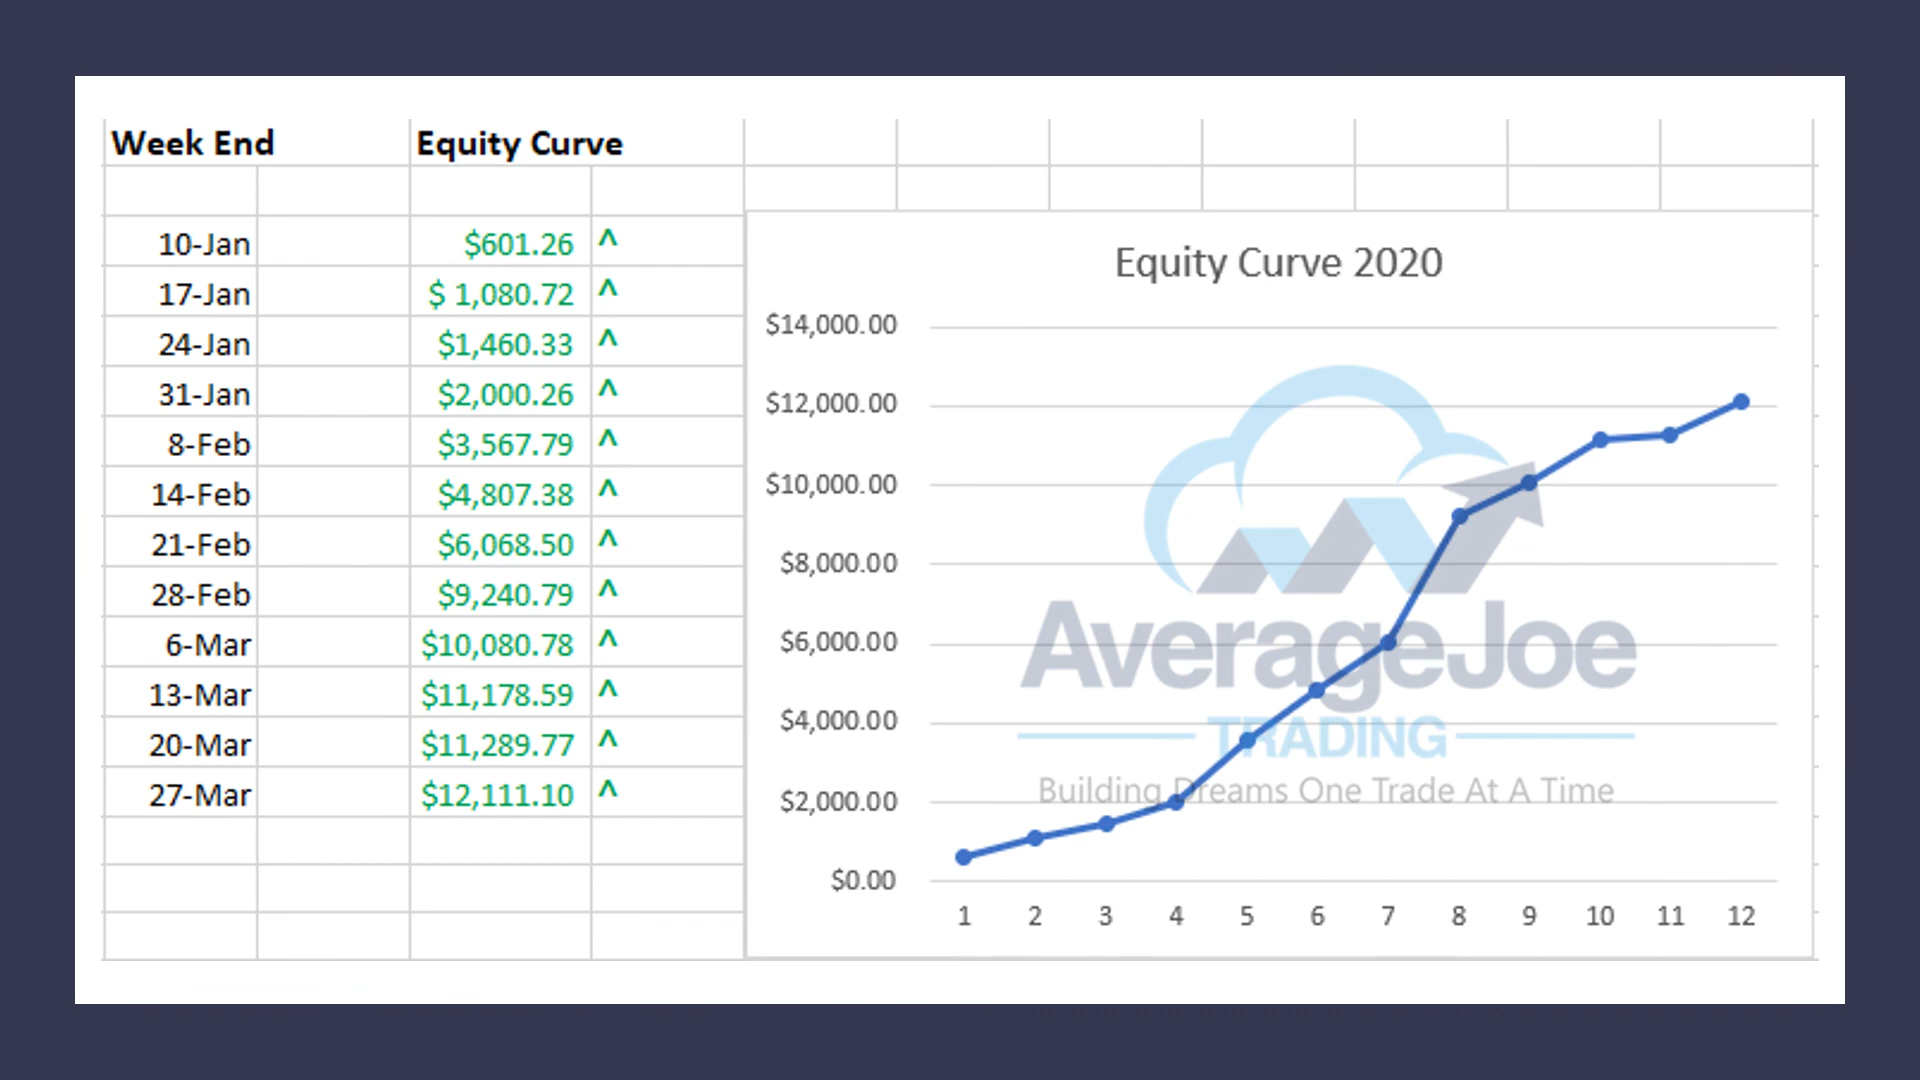 Week End Equity Curve
10-Jan $601.26 ^
17-Jan $ 1,080.72 ^
24-Jan $1,460.33 ^
31-Jan $2,000.26 ^
8-Feb $3,567.79 ^
14-Feb $4,807.38 ^
21-Feb $6,068.50 ^
28-Feb $9,240.79 ^
6-Mar $10,080.78 ^
13-Mar $11,178.59 ^
20-Mar $11,289.77 ^
27-Mar $12,111.10 ^
Equity Curve 2020
$14,000.00
$12,000.00
$10,000.00
$8,000.00
$6,000.00
$4,000.00
$2,000.00
$0.00
1 2 3 4 5 6 7 8 9 10 11 12
AverageJoe
TRADING
Building Dreams One Trade At A Time